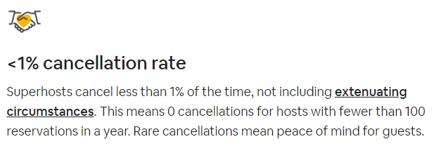 <1% cancellation rate
Superhosts cancel less than 1% of the time, not including extenuating
circumstances. This means 0 cancellations for hosts with fewer than 100
reservations in a year. Rare cancellations mean peace of mind for guests.